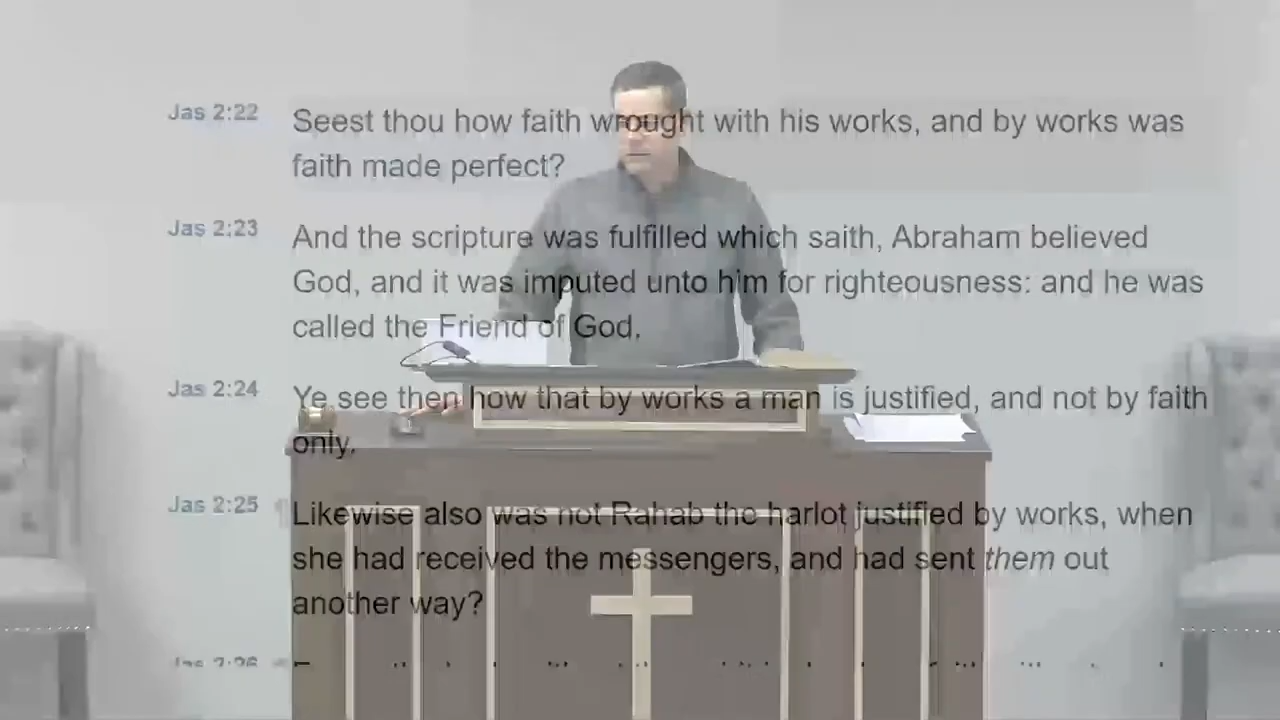 Jas 2:22 Seest thou how faith wrought with his works, and by works was
faith made perfect?
Jas 2:23 And the scripture was fulfilled which saith, Abraham believed
God, and it was imputed unto him for righteousness: and he was
called the Friend of God.
Jas 2:24 Ye see then how that by works a man is justified, and not by faith
only.
Jas 2:25 ¶ Likewise also was not Rahab the harlot justified by works, when
she had received the messengers, and had sent them out
another way?
Jas 2:26